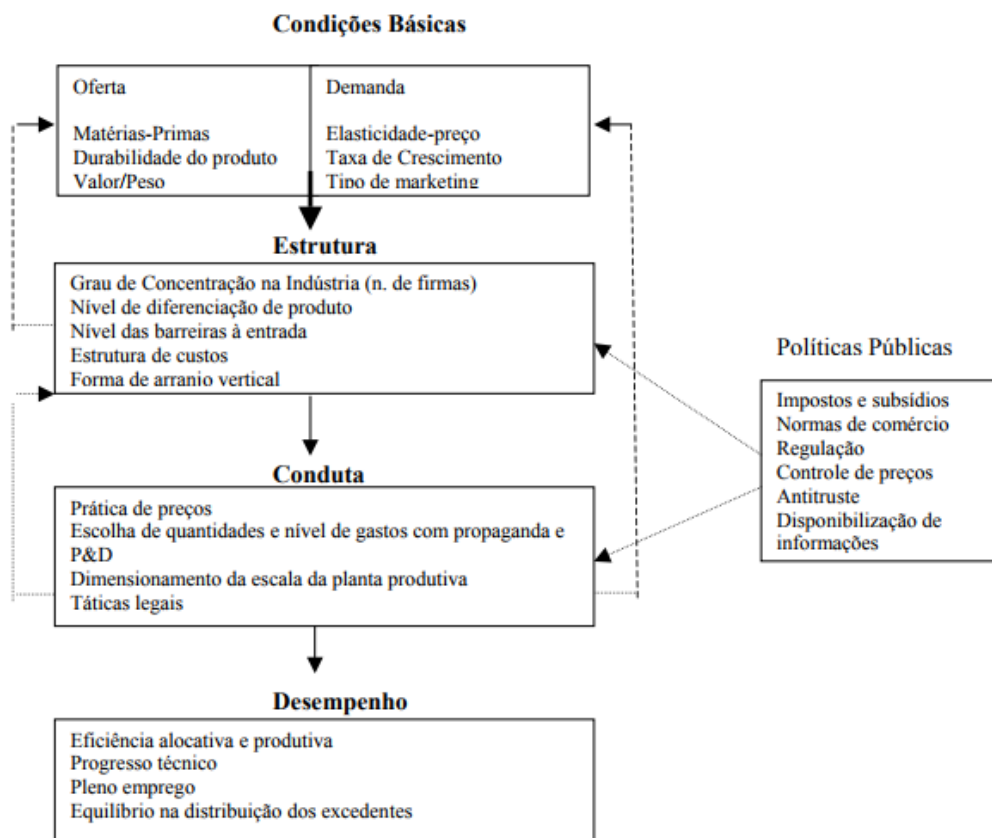 Condições Básicas
Oferta
Matérias-Primas
Durabilidade do produto
Valor/Peso
Demanda
Elasticidade-preço
Taxa de Crescimento
Tipo de marketing
Estrutura
Grau de Concentração na Indústria (n. de firmas)
Nível de diferenciação de produto
Nível das barreiras à entrada
Estrutura de custos
Forma de arranjo vertical
Conduta
Prática de preços
Escolha de quantidades e nível de gastos com propaganda e
P&D
Dimensionamento da escala da planta produtiva
Táticas legais
Desempenho
Eficiência alocativa e produtiva
Progresso técnico
Pleno emprego
Equilíbrio na distribuição dos excedentes
Políticas Públicas
Impostos e subsídios
Normas de comércio
Regulação
Controle de preços
Antitruste
Disponibilização de
informações